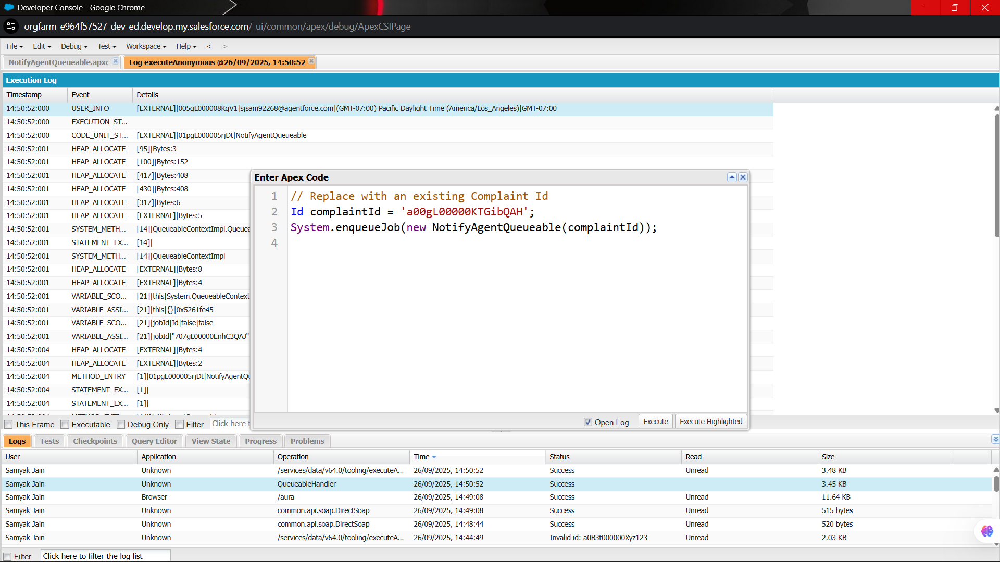 Developer Console - Google Chrome
orgfarm-e964f57527-dev-ed.develop.my.salesforce.com/_ui/common/apex/debug/ApexCSIPage
File Edit Debug Test Workspace Help < >
NotifyAgentQueueable.apxc Log executeAnonymous @26/09/2025, 14:50:52
Execution Log
Timestamp Event Details
14:50:52:000 USER_INFO [EXTERNAL]|005gL000008KqV1|sjsam92268@agentforce.com|(GMT-07:00) Pacific Daylight Time (America/Los_Angeles)|GMT-07:00
14:50:52:000 EXECUTION_ST...
14:50:52:000 CODE_UNIT_ST... [EXTERNAL]|01pgL000005rjDt|NotifyAgentQueueable
14:50:52:001 HEAP_ALLOCATE [95]|Bytes:3
14:50:52:001 HEAP_ALLOCATE [100]|Bytes:152
14:50:52:001 HEAP_ALLOCATE [417]|Bytes:408
14:50:52:001 HEAP_ALLOCATE [430]|Bytes:408
14:50:52:001 HEAP_ALLOCATE [317]|Bytes:6
14:50:52:001 HEAP_ALLOCATE [EXTERNAL]|Bytes:5
14:50:52:001 SYSTEM_METH... [14]|QueueableContextImpl.Queuea
14:50:52:001 STATEMENT_EX... [14]|
14:50:52:001 SYSTEM_METH... [14]|QueueableContextImpl
14:50:52:001 HEAP_ALLOCATE [EXTERNAL]|Bytes:8
14:50:52:001 HEAP_ALLOCATE [EXTERNAL]|Bytes:4
14:50:52:001 VARIABLE_SCO... [21]|this|System.QueueableContext
14:50:52:001 VARIABLE_ASSI... [21]|this|{}|0x5261fe45
14:50:52:001 VARIABLE_SCO... [21]|jobId|Id|false|false
14:50:52:001 VARIABLE_ASSI... [21]|jobId|"707gL00000EnhC3QAJ"
14:50:52:004 HEAP_ALLOCATE [EXTERNAL]|Bytes:4
14:50:52:004 HEAP_ALLOCATE [EXTERNAL]|Bytes:2
14:50:52:004 METHOD_ENTRY [1]|01pgL000005rjDt|NotifyAgentQu
14:50:52:004 STATEMENT_EX... [1]|
14:50:52:004 STATEMENT_EX... [1]|
This Frame Executable Debug Only Filter Click here t
Enter Apex Code
1 // Replace with an existing Complaint Id
2 Id complaintId = 'a00gL00000KTGibQAH';
3 System.enqueueJob(new NotifyAgentQueueable(complaintId));
4
Open Log Execute Execute Highlighted
Logs Tests Checkpoints Query Editor View State Progress Problems
User Application Operation Time Status Read Size
Samyak Jain Unknown /services/data/v64.0/tooling/executeA... 26/09/2025, 14:50:52 Success Unread 3.48 KB
Samyak Jain Unknown QueueableHandler 26/09/2025, 14:50:52 Success 3.45 KB
Samyak Jain Browser /aura 26/09/2025, 14:49:08 Success Unread 11.64 KB
Samyak Jain Unknown common.api.soap.DirectSoap 26/09/2025, 14:49:08 Success Unread 515 bytes
Samyak Jain Unknown common.api.soap.DirectSoap 26/09/2025, 14:48:44 Success Unread 520 bytes
Samyak Jain Unknown /services/data/v64.0/tooling/executeA... 26/09/2025, 14:44:49 Invalid id: a0B3t000000Xyz123 Unread 2.03 KB
Filter Click here to filter the log list